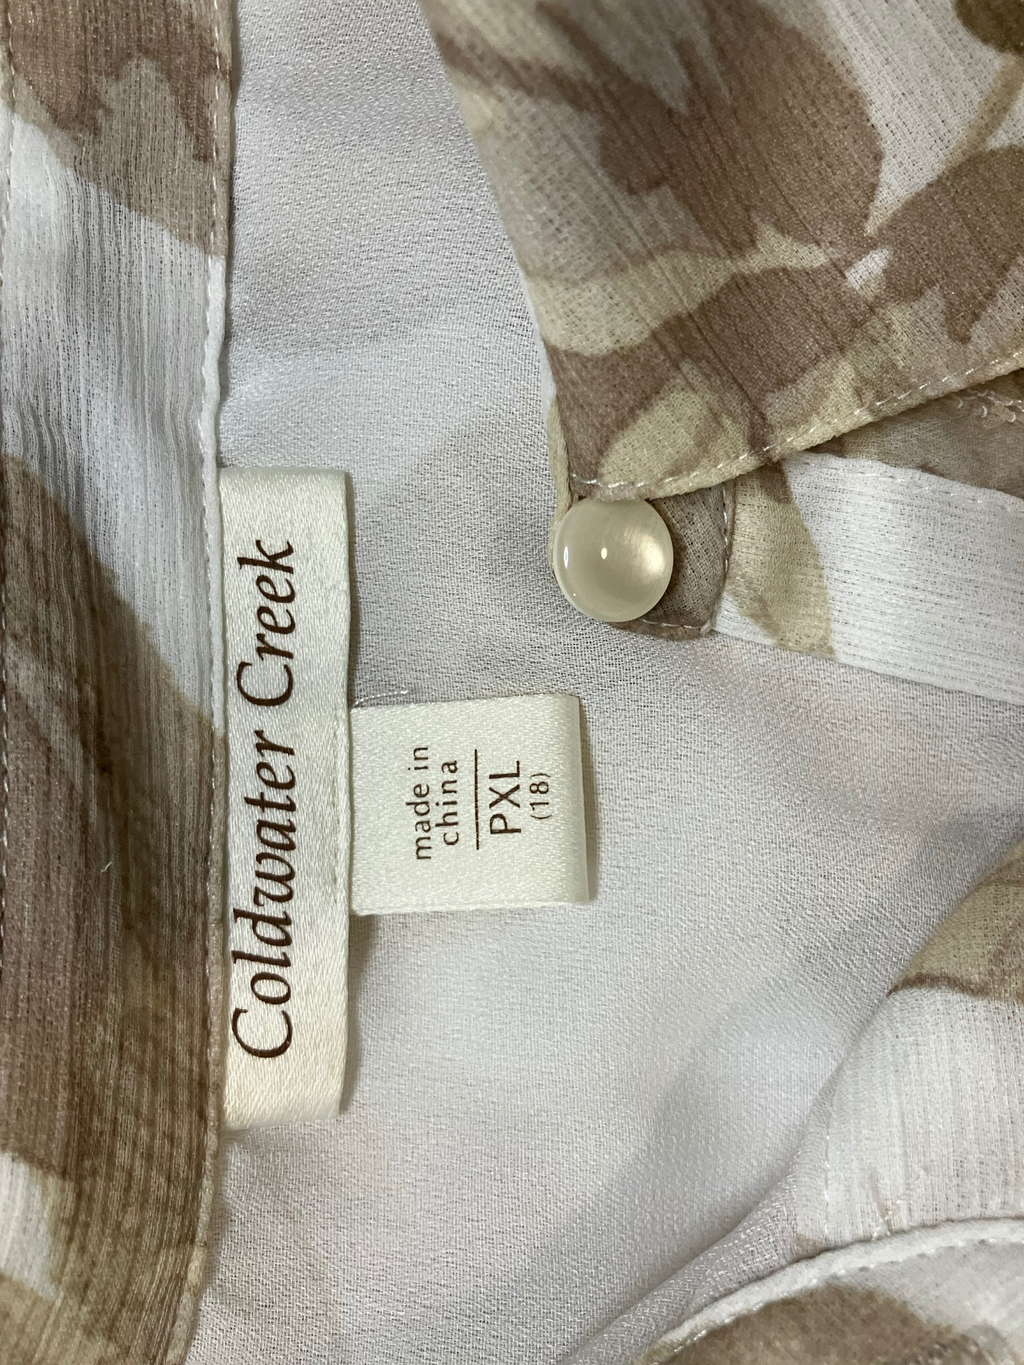 Coldwater Creek
made in
china
PXL
(18)